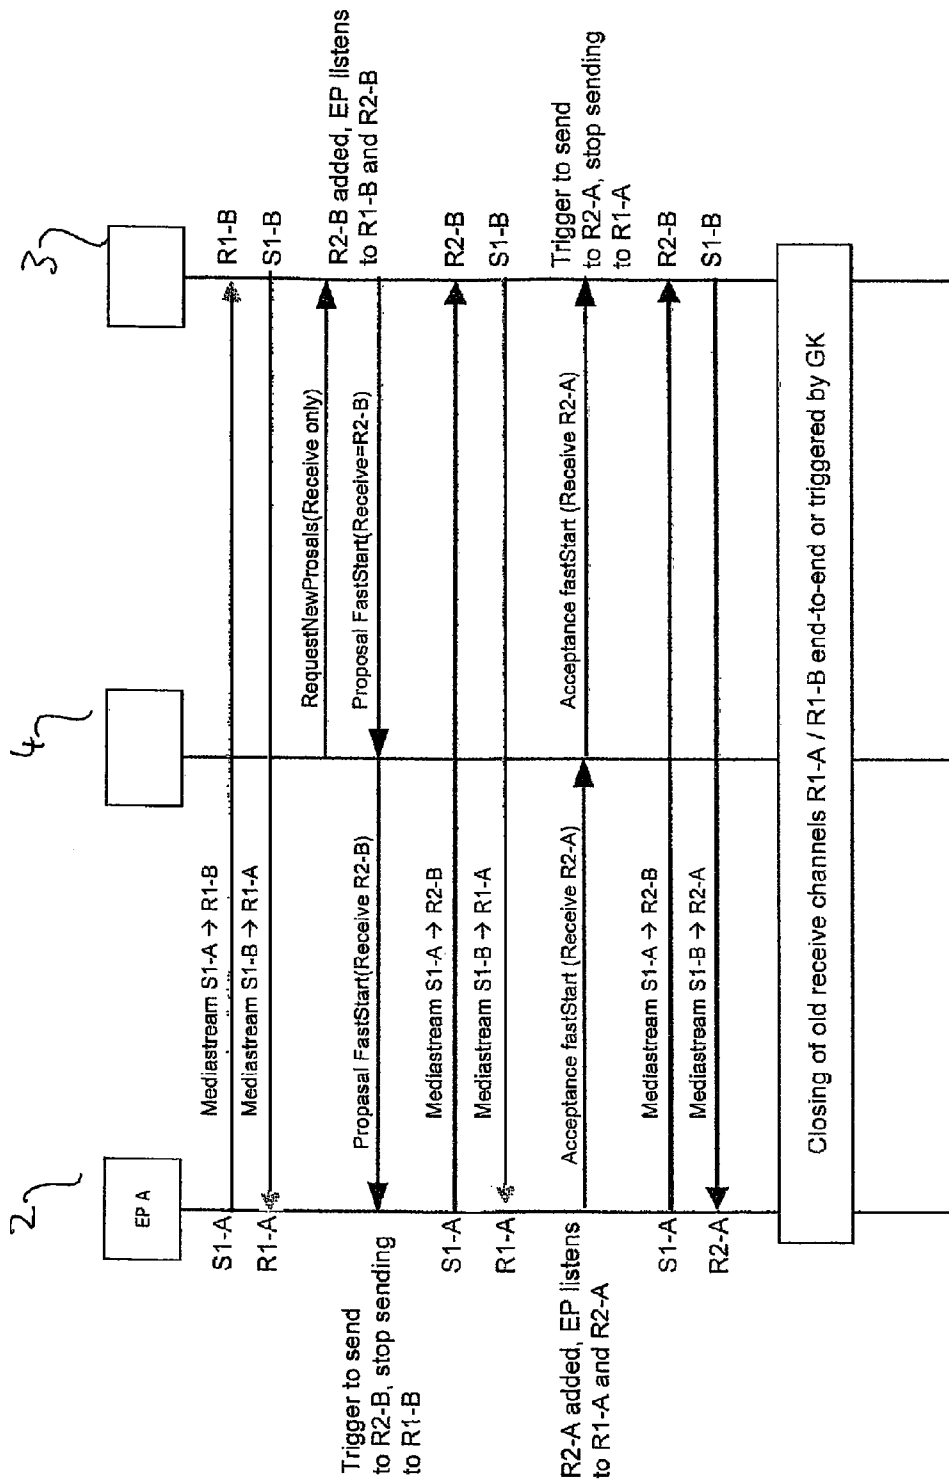 2
4
3
EP A
S1-A
Mediastream S1-A → R1-B
R1-B
R1-A
Mediastream S1-B → R1-A
S1-B
RequestNewProsals(Receive only)
R2-B added, EP listens
to R1-B and R2-B
Trigger to send
to R2-B, stop sending
to R1-B
Propasal FastStart(Receive R2-B)
Proposal FastStart(Receive=R2-B)
S1-A
Mediastream S1-A → R2-B
R2-B
R1-A
Mediastream S1-B → R1-A
S1-B
R2-A added, EP listens
to R1-A and R2-A
Acceptance fastStart (Receive R2-A)
Acceptance fastStart (Receive R2-A)
Trigger to send
to R2-A, stop sending
to R1-A
S1-A
Mediastream S1-A → R2-B
R2-B
R2-A
Mediastream S1-B → R2-A
S1-B
Closing of old receive channels R1-A / R1-B end-to-end or triggered by GK